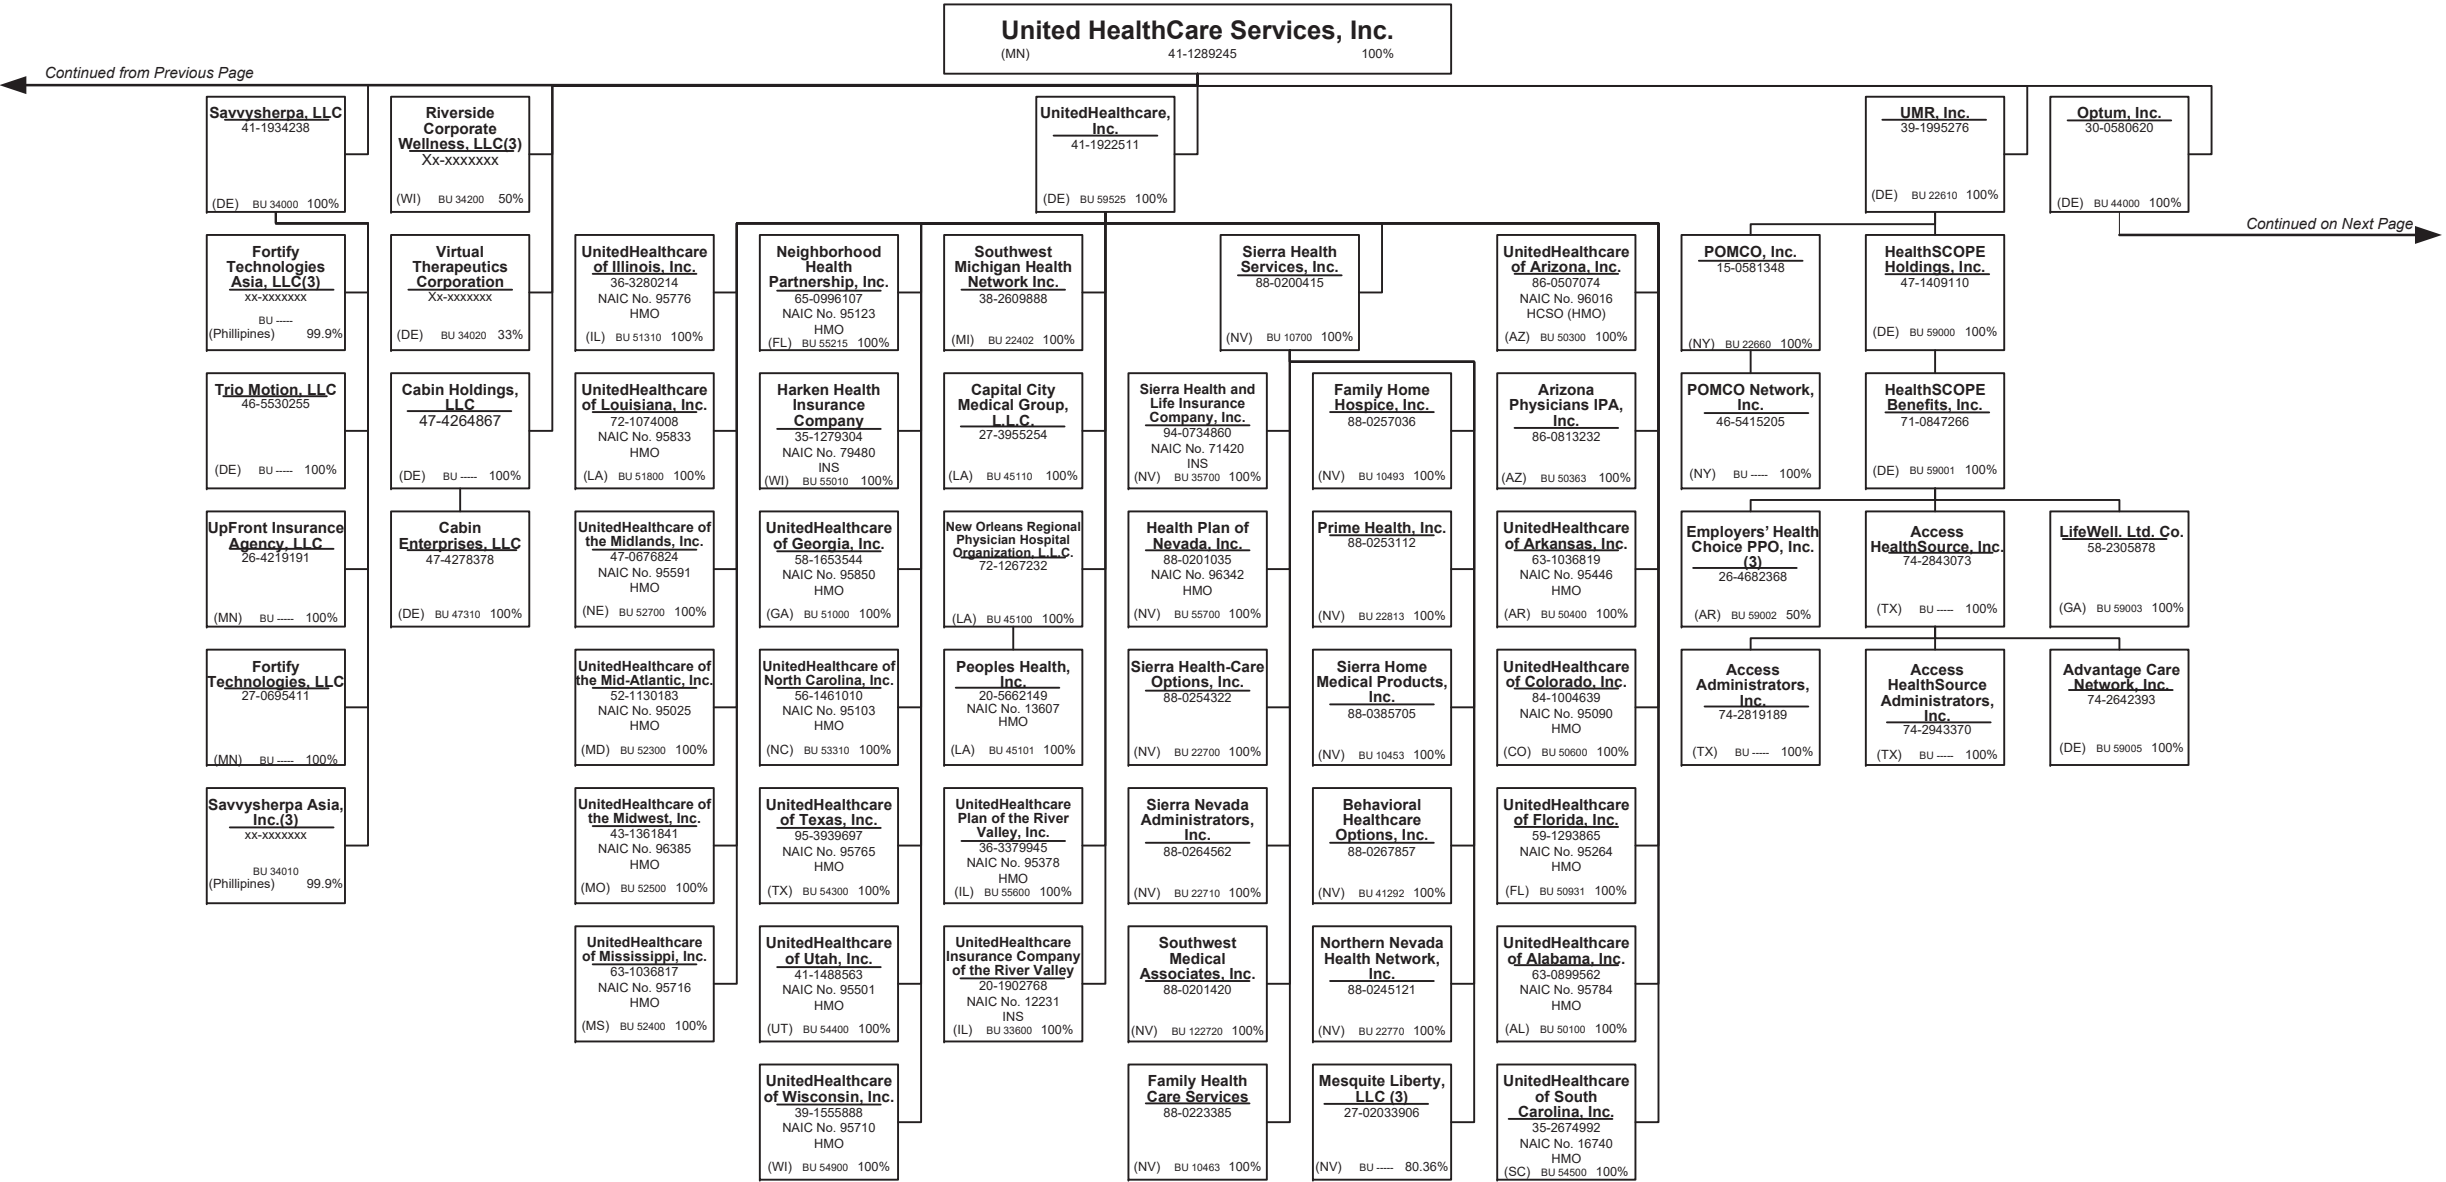 United HealthCare Services, Inc.
(MN) 41-1289245 100%
Continued from Previous Page
Savvysherpa, LLC
41-1934238
(DE) BU 34000 100%
Riverside
Corporate
Wellness, LLC(3)
Xx-xxxxxxx
(WI) BU 34200 50%
UnitedHealthcare,
Inc.
41-1922511
(DE) BU 59525 100%
UMR, Inc.
39-1995276
(DE) BU 22610 100%
Optum, Inc.
30-0580620
(DE) BU 44000 100%
Continued on Next Page
Fortify
Technologies
Asia, LLC(3)
xx-xxxxxxx
BU -----
(Phillipines) 99.9%
Virtual
Therapeutics
Corporation
Xx-xxxxxxx
(DE) BU 34020 33%
UnitedHealthcare
of Illinois, Inc.
36-3280214
NAIC No. 95776
HMO
(IL) BU 51310 100%
Neighborhood
Health
Partnership, Inc.
65-0996107
NAIC No. 95123
HMO
(FL) BU 55215 100%
Southwest
Michigan Health
Network Inc.
38-2609888
(MI) BU 22402 100%
Sierra Health
Services, Inc.
88-0200415
(NV) BU 10700 100%
UnitedHealthcare
of Arizona, Inc.
86-0507074
NAIC No. 96016
HCSO (HMO)
(AZ) BU 50300 100%
POMCO, Inc.
15-0581348
(NY) BU 22660 100%
HealthSCOPE
Holdings, Inc.
47-1409110
(DE) BU 59000 100%
Trio Motion, LLC
46-5530255
(DE) BU ----- 100%
Cabin Holdings,
LLC
47-4264867
(DE) BU ----- 100%
UnitedHealthcare
of Louisiana, Inc.
72-1074008
NAIC No. 95833
HMO
(LA) BU 51800 100%
Harken Health
Insurance
Company
35-1279304
NAIC No. 79480
INS
(WI) BU 55010 100%
Capital City
Medical Group,
L.L.C.
27-3955254
(LA) BU 45110 100%
Sierra Health and
Life Insurance
Company, Inc.
94-0734860
NAIC No. 71420
INS
(NV) BU 35700 100%
Family Home
Hospice, Inc.
88-0257036
(NV) BU 10493 100%
Arizona
Physicians IPA,
Inc.
86-0813232
(AZ) BU 50363 100%
POMCO Network,
Inc.
46-5415205
(NY) BU ----- 100%
HealthSCOPE
Benefits, Inc.
71-0847266
(DE) BU 59001 100%
UpFront Insurance
Agency, LLC
26-4219191
(MN) BU ----- 100%
Cabin
Enterprises, LLC
47-4278378
(DE) BU 47310 100%
UnitedHealthcare of
the Midlands, Inc.
47-0676824
NAIC No. 95591
HMO
(NE) BU 52700 100%
UnitedHealthcare
of Georgia, Inc.
58-1653544
NAIC No. 95850
HMO
(GA) BU 51000 100%
New Orleans Regional
Physician Hospital
Organization, L.L.C.
72-1267232
(LA) BU 45100 100%
Health Plan of
Nevada, Inc.
88-0201035
NAIC No. 96342
HMO
(NV) BU 55700 100%
Prime Health, Inc.
88-0253112
(NV) BU 22813 100%
UnitedHealthcare
of Arkansas, Inc.
63-1036819
NAIC No. 95446
HMO
(AR) BU 50400 100%
Employers' Health
Choice PPO, Inc.
(3)
26-4682368
(AR) BU 59002 50%
Access
HealthSource, Inc.
74-2843073
(TX) BU ----- 100%
LifeWell. Ltd. Co.
58-2305878
(GA) BU 59003 100%
Fortify
Technologies, LLC
27-0695411
(MN) BU ----- 100%
UnitedHealthcare of
the Mid-Atlantic, Inc.
52-1130183
NAIC No. 95025
HMO
(MD) BU 52300 100%
UnitedHealthcare of
North Carolina, Inc.
56-1461010
NAIC No. 95103
HMO
(NC) BU 53310 100%
Peoples Health,
Inc.
20-5662149
NAIC No. 13607
HMO
(LA) BU 45101 100%
Sierra Health-Care
Options, Inc.
88-0254322
(NV) BU 22700 100%
Sierra Home
Medical Products,
Inc.
88-0385705
(NV) BU 10453 100%
UnitedHealthcare
of Colorado, Inc.
84-1004639
NAIC No. 95090
HMO
(CO) BU 50600 100%
Access
Administrators,
Inc.
74-2819189
(TX) BU ----- 100%
Access
HealthSource
Administrators,
Inc.
74-2943370
(TX) BU ----- 100%
Advantage Care
Network, Inc.
74-2642393
(DE) BU 59005 100%
Savvysherpa Asia,
Inc.(3)
xx-xxxxxxx
BU 34010
(Phillipines) 99.9%
UnitedHealthcare of
the Midwest, Inc.
43-1361841
NAIC No. 96385
HMO
(MO) BU 52500 100%
UnitedHealthcare
of Texas, Inc.
95-3939697
NAIC No. 95765
HMO
(TX) BU 54300 100%
UnitedHealthcare
Plan of the River
Valley, Inc.
36-3379945
NAIC No. 95378
HMO
(IL) BU 55600 100%
Sierra Nevada
Administrators,
Inc.
88-0264562
(NV) BU 22710 100%
Behavioral
Healthcare
Options, Inc.
88-0267857
(NV) BU 41292 100%
UnitedHealthcare
of Florida, Inc.
59-1293865
NAIC No. 95264
HMO
(FL) BU 50931 100%
UnitedHealthcare
of Mississippi, Inc.
63-1036817
NAIC No. 95716
HMO
(MS) BU 52400 100%
UnitedHealthcare
of Utah, Inc.
41-1488563
NAIC No. 95501
HMO
(UT) BU 54400 100%
UnitedHealthcare
Insurance Company
of the River Valley
20-1902768
NAIC No. 12231
INS
(IL) BU 33600 100%
Southwest
Medical
Associates, Inc.
88-0201420
(NV) BU 122720 100%
Northern Nevada
Health Network,
Inc.
88-0245121
(NV) BU 22770 100%
UnitedHealthcare
of Alabama, Inc.
63-0899562
NAIC No. 95784
HMO
(AL) BU 50100 100%
UnitedHealthcare
of Wisconsin, Inc.
39-1555888
NAIC No. 95710
HMO
(WI) BU 54900 100%
Family Health
Care Services
88-0223385
(NV) BU 10463 100%
Mesquite Liberty,
LLC (3)
27-02033906
(NV) BU ----- 80.36%
UnitedHealthcare
of South
Carolina, Inc.
35-2674992
NAIC No. 16740
HMO
(SC) BU 54500 100%